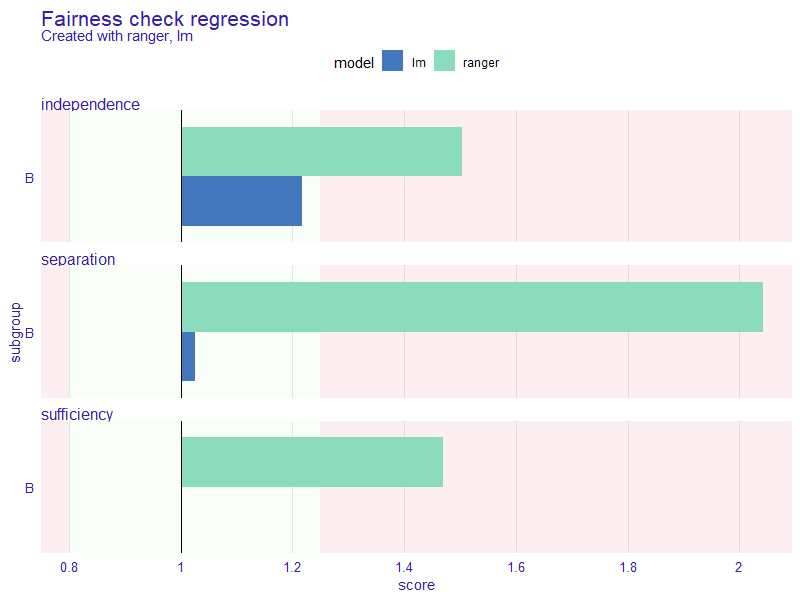 Fairness check regression
Created with ranger, lm
model lm ranger
independence
B
separation
B
subgroup
sufficiency
B
0.8 1 1.2 1.4 1.6 1.8 2
score